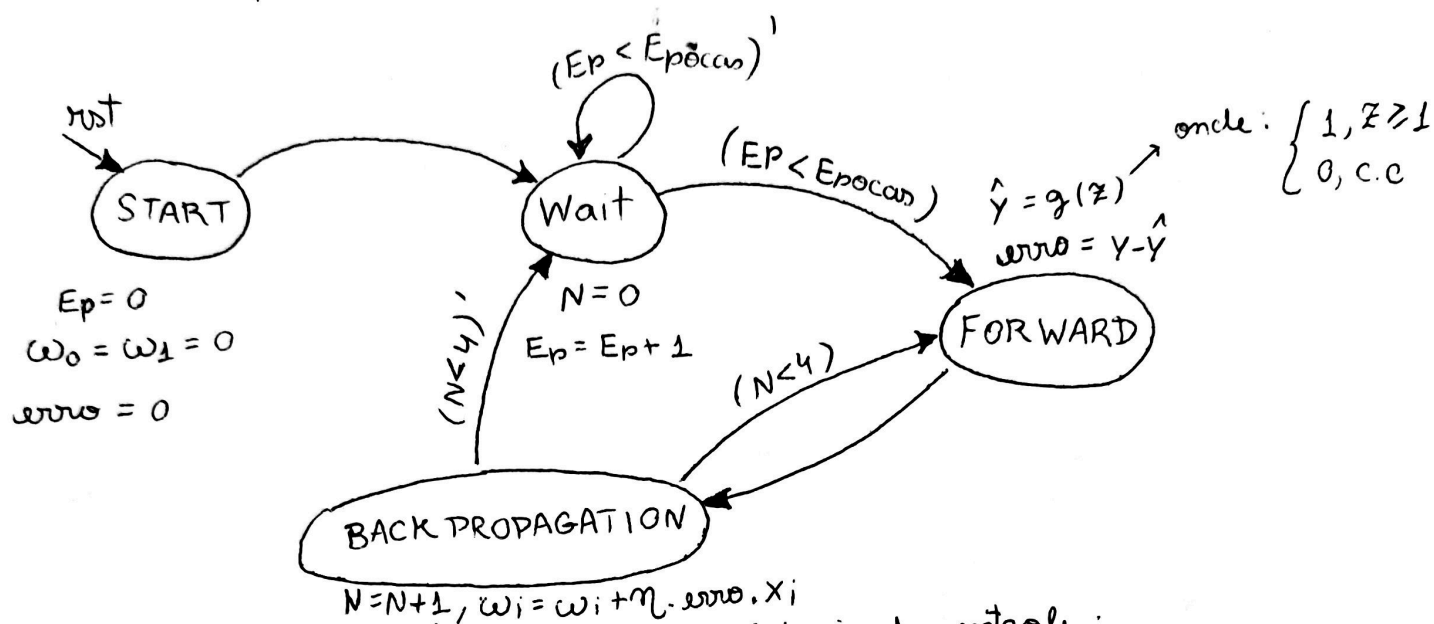 (Ep < Epocas)'
rst
START
Ep = 0
ω₀ = ω₁ = 0
erro = 0
Wait
N = 0
Ep = Ep + 1
(EP < Epocas)
ŷ = g(z)
onde: { 1, z ≥ 1
0, c.c
erro = y - ŷ
FORWARD
(N<4)'
(N<4)
BACK PROPAGATION
N=N+1, ωi = ωi + η. erro. xi